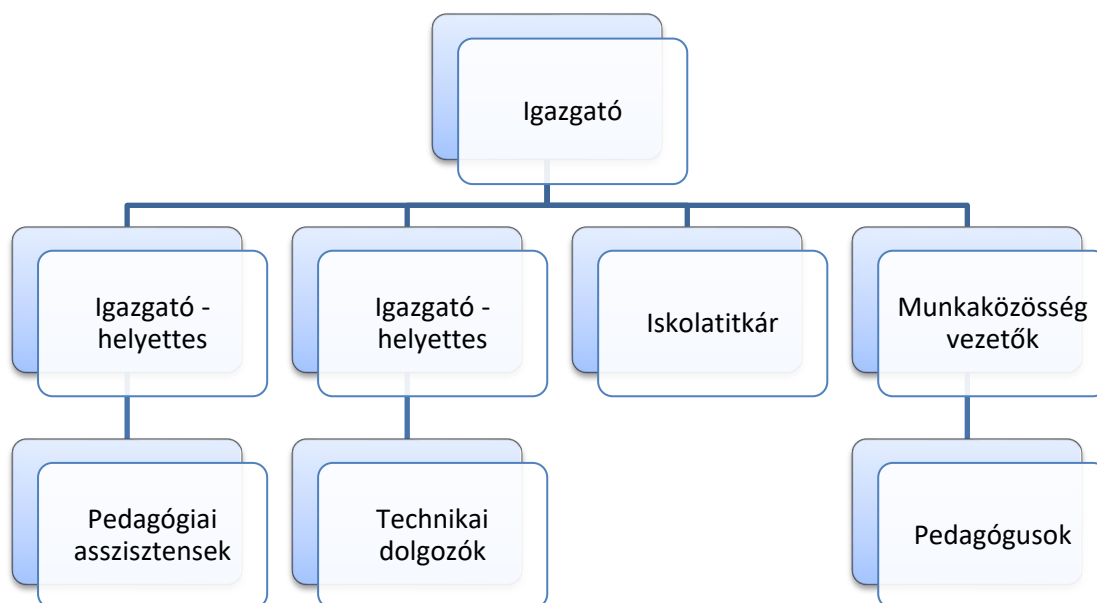 Igazgató
Igazgató -
helyettes
Igazgató -
helyettes
Iskolatitkár
Munkaközösség
vezetők
Pedagógiai
asszisztensek
Technikai
dolgozók
Pedagógusok